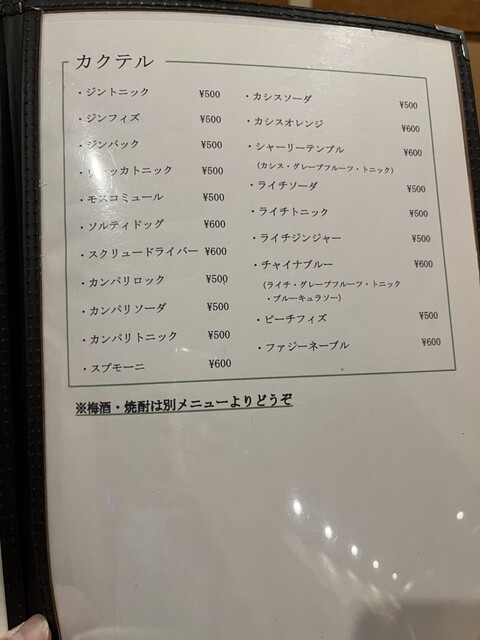 カクテル
・ジントニック ¥500
・ジンフィズ ¥500
・ジンバック ¥500
・ウォッカトニック ¥500
・モスコミュール ¥500
・ソルティドッグ ¥600
・スクリュードライバー ¥600
・カンパリロック ¥500
・カンパリソーダ ¥500
・カンパリトニック ¥500
・スプモーニ ¥600
・カシスソーダ ¥500
・カシスオレンジ ¥600
・シャーリーテンプル ¥600
(カシス・グレープフルーツ・トニック)
・ライチソーダ ¥500
・ライチトニック ¥500
・ライチジンジャー ¥500
・チャイナブルー ¥600
(ライチ・グレープフルーツ・トニック
・ブルーキュラソー)
・ピーチフィズ ¥500
・ファジーネーブル ¥600
※梅酒・焼酎は別メニューよりどうぞ